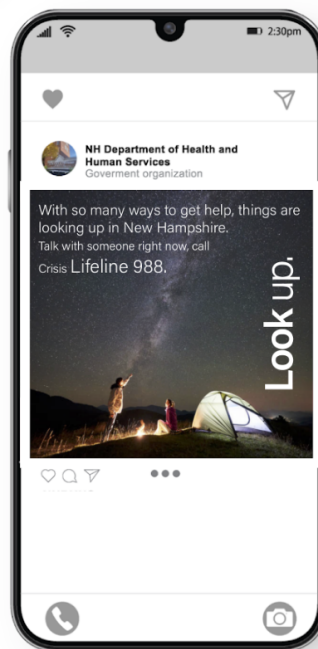 2:30pm
NH Department of Health and
Human Services
Goverment organization
With so many ways to get help, things are
looking up in New Hampshire.
Talk with someone right now, call
Crisis Lifeline 988.
Look up.